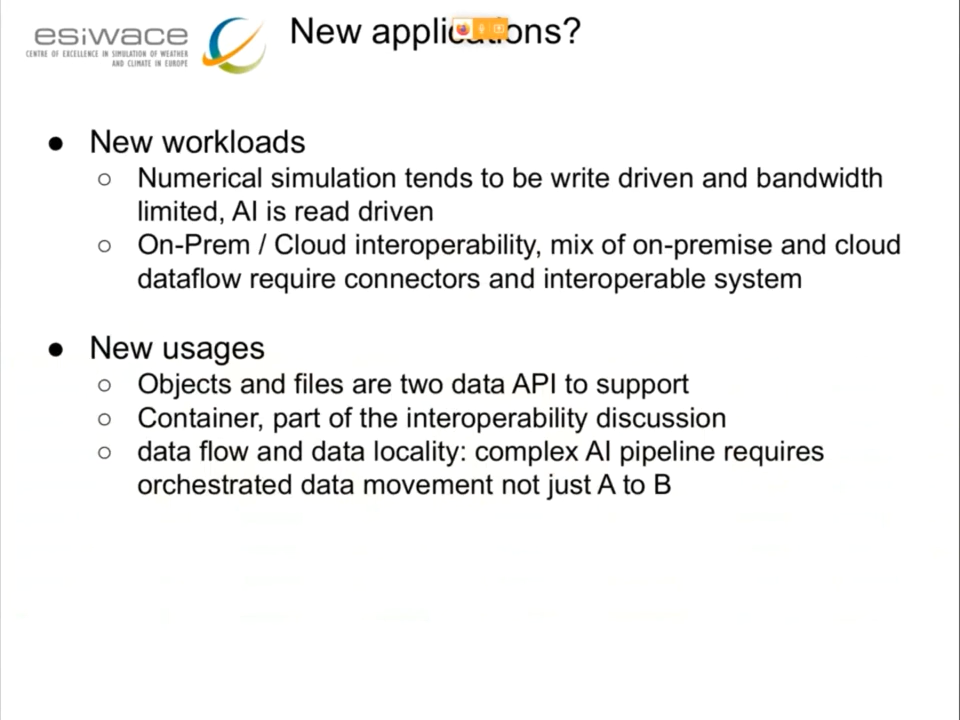 esiwace
CENTRE OF EXCELLENCE IN SIMULATION OF WEATHER
AND CLIMATE IN EUROPE
New applications?
● New workloads
○ Numerical simulation tends to be write driven and bandwidth
limited, AI is read driven
○ On-Prem / Cloud interoperability, mix of on-premise and cloud
dataflow require connectors and interoperable system
● New usages
○ Objects and files are two data API to support
○ Container, part of the interoperability discussion
○ data flow and data locality: complex AI pipeline requires
orchestrated data movement not just A to B